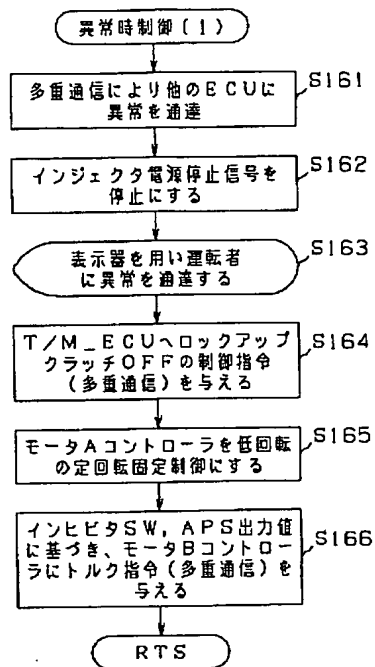 異常時制御(1)
多重通信により他のECUに
異常を通達
S161
インジェクタ電源停止信号を
停止にする
S162
表示器を用い運転者
に異常を通達する
S163
T/M_ECUへロックアップ
クラッチOFFの制御指令
(多重通信)を与える
S164
モータAコントローラを低回転
の定回転固定制御にする
S165
インヒビタSW,APS出力値
に基づき、モータBコントロー
ラにトルク指令(多重通信)を
与える
S166
RTS